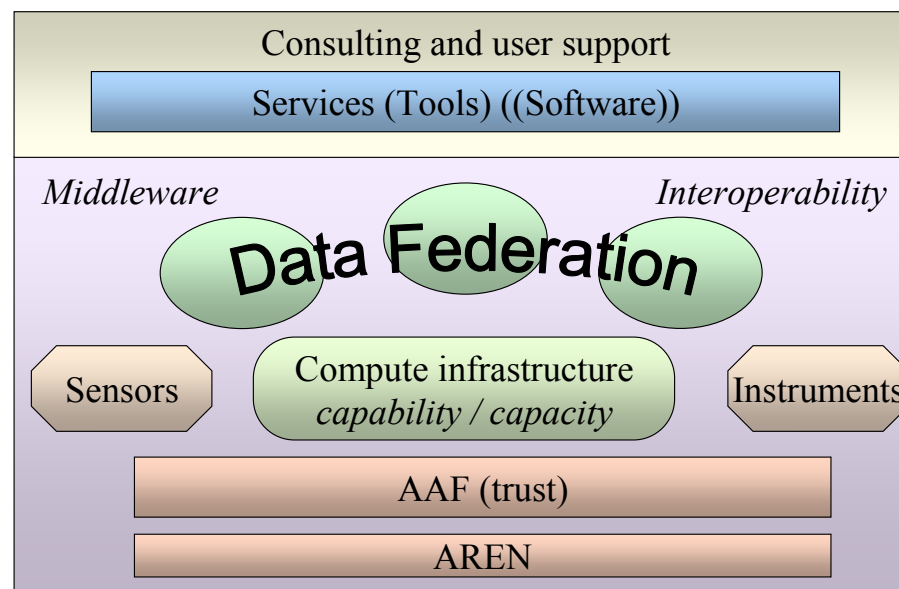 Consulting and user support
Services (Tools) ((Software))
Middleware
Interoperability
Data Federation
Sensors
Compute infrastructure
capability / capacity
Instruments
AAF (trust)
AREN